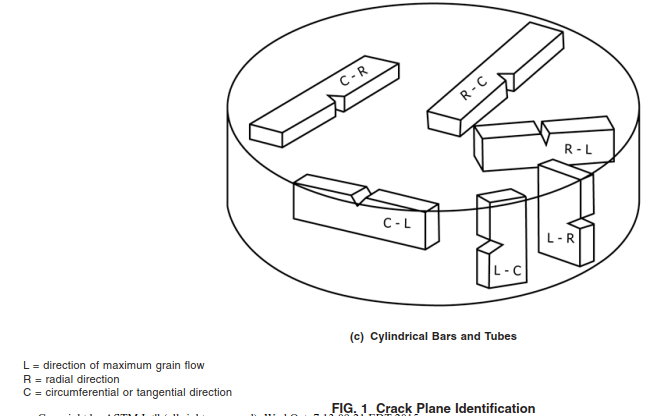 C-R
R-C
R-L
C-L
L-R
L-C
(c) Cylindrical Bars and Tubes
L = direction of maximum grain flow
R = radial direction
C = circumferential or tangential direction
FIG. 1 Crack Plane Identification